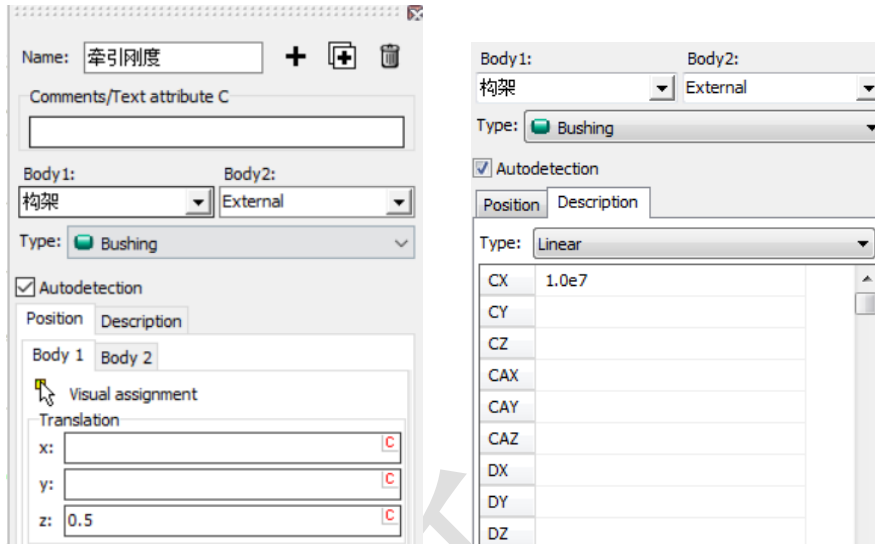 Name: 牵引刚度
Comments/Text attribute C
Body1: Body2:
构架 External
Type: Bushing
Autodetection
Position Description
Body 1 Body 2
Visual assignment
Translation
x: C
y: C
z: 0.5 C
Body1: Body2:
构架 External
Type: Bushing
Autodetection
Position Description
Type: Linear
CX 1.0e7
CY
CZ
CAX
CAY
CAZ
DX
DY
DZ